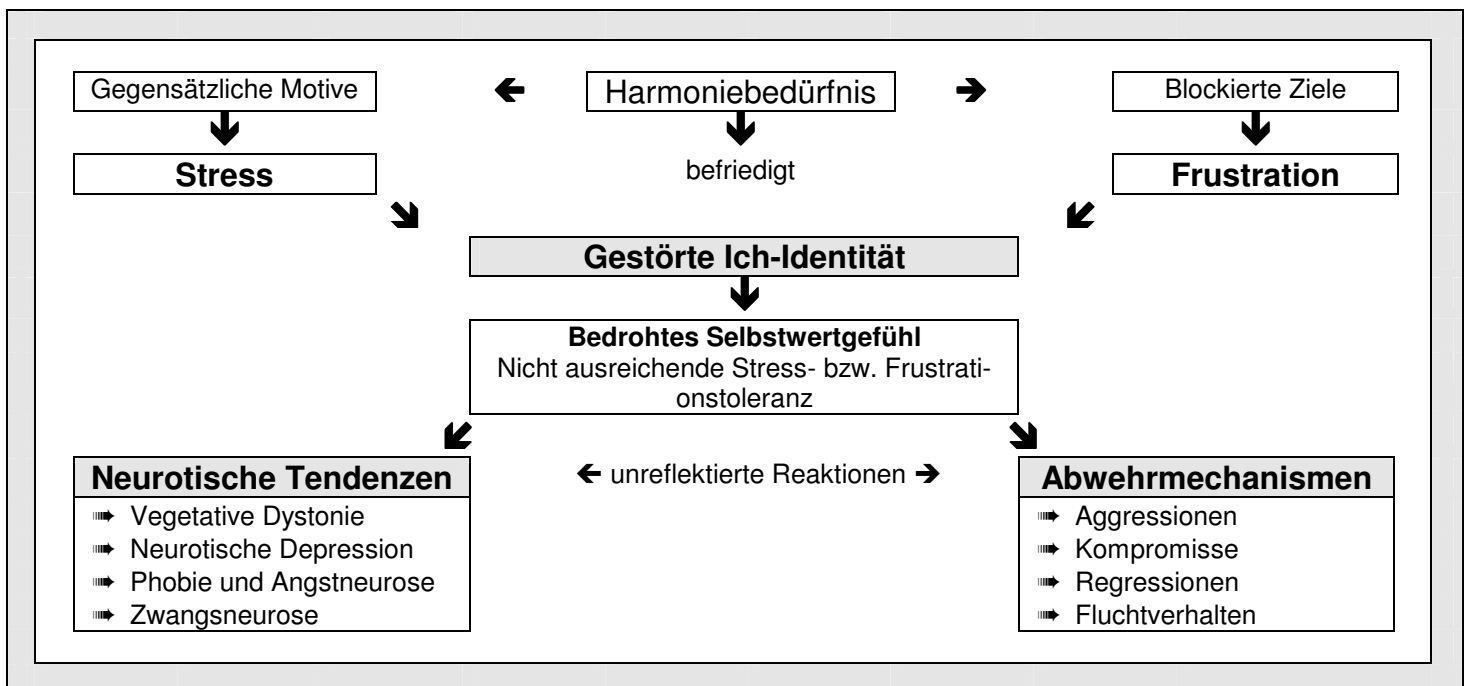 Gegensätzliche Motive 🡸 Harmoniebedürfnis 🡺 Blockierte Ziele
Stress befriedigt Frustration
Gestörte Ich-Identität
Bedrohtes Selbstwertgefühl
Nicht ausreichende Stress- bzw. Frustrati-
onstoleranz
Neurotische Tendenzen
🡸 unreflektierte Reaktionen 🡺
Abwehrmechanismen
➠ Vegetative Dystonie
➠ Neurotische Depression
➠ Phobie und Angstneurose
➠ Zwangsneurose
➠ Aggressionen
➠ Kompromisse
➠ Regressionen
➠ Fluchtverhalten